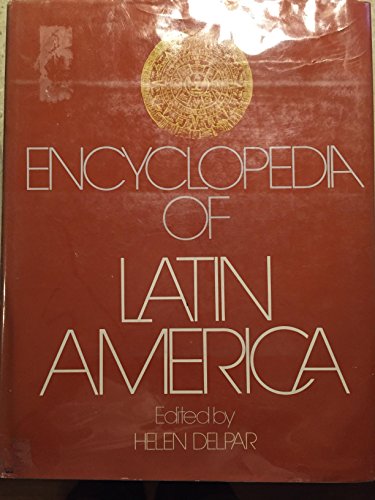 ENCYCLOPEDIA
OF
LATIN
AMERICA
Edited by
HELEN DELPAR